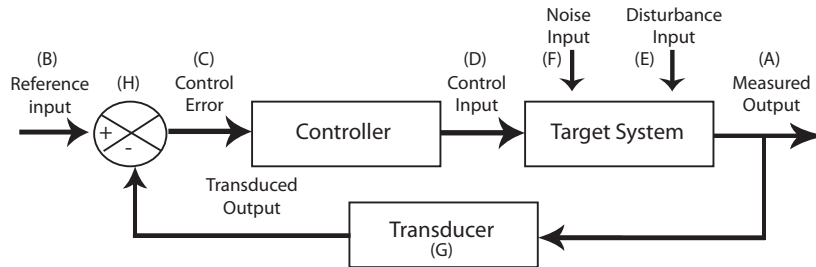 Noise
Input
(F)
Disturbance
Input
(E)
(B)
Reference
input
(H)
+
-
(C)
Control
Error
Controller
(D)
Control
Input
Target System
(A)
Measured
Output
Transduced
Output
Transducer
(G)